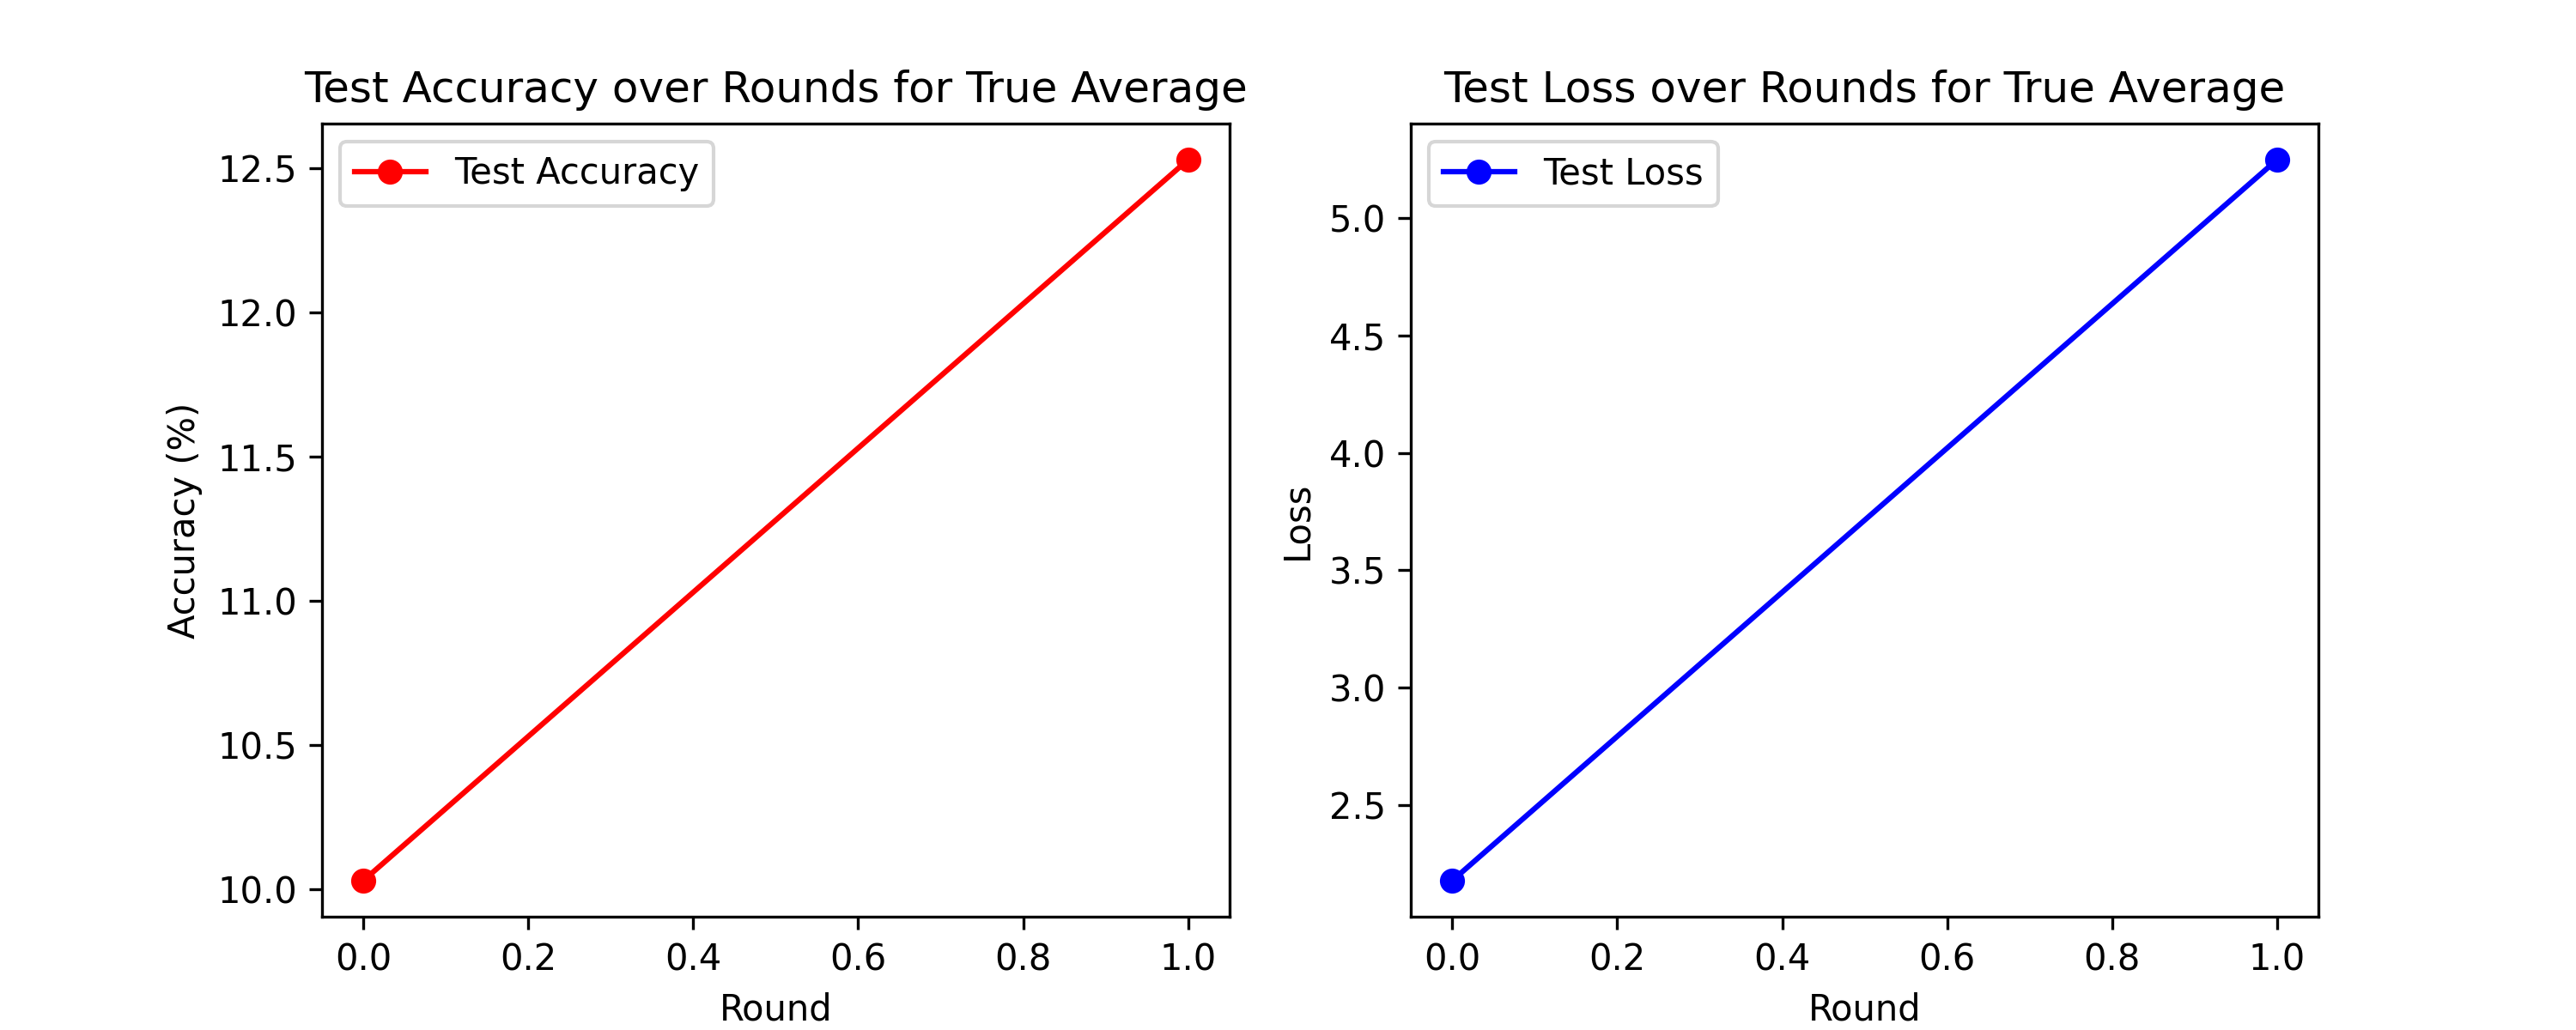 Test Accuracy over Rounds for True Average
Test Accuracy
12.5
12.0
11.5
11.0
10.5
10.0
Accuracy (%)
0.0 0.2 0.4 0.6 0.8 1.0
Round
Test Loss over Rounds for True Average
Test Loss
5.0
4.5
4.0
3.5
3.0
2.5
Loss
0.0 0.2 0.4 0.6 0.8 1.0
Round